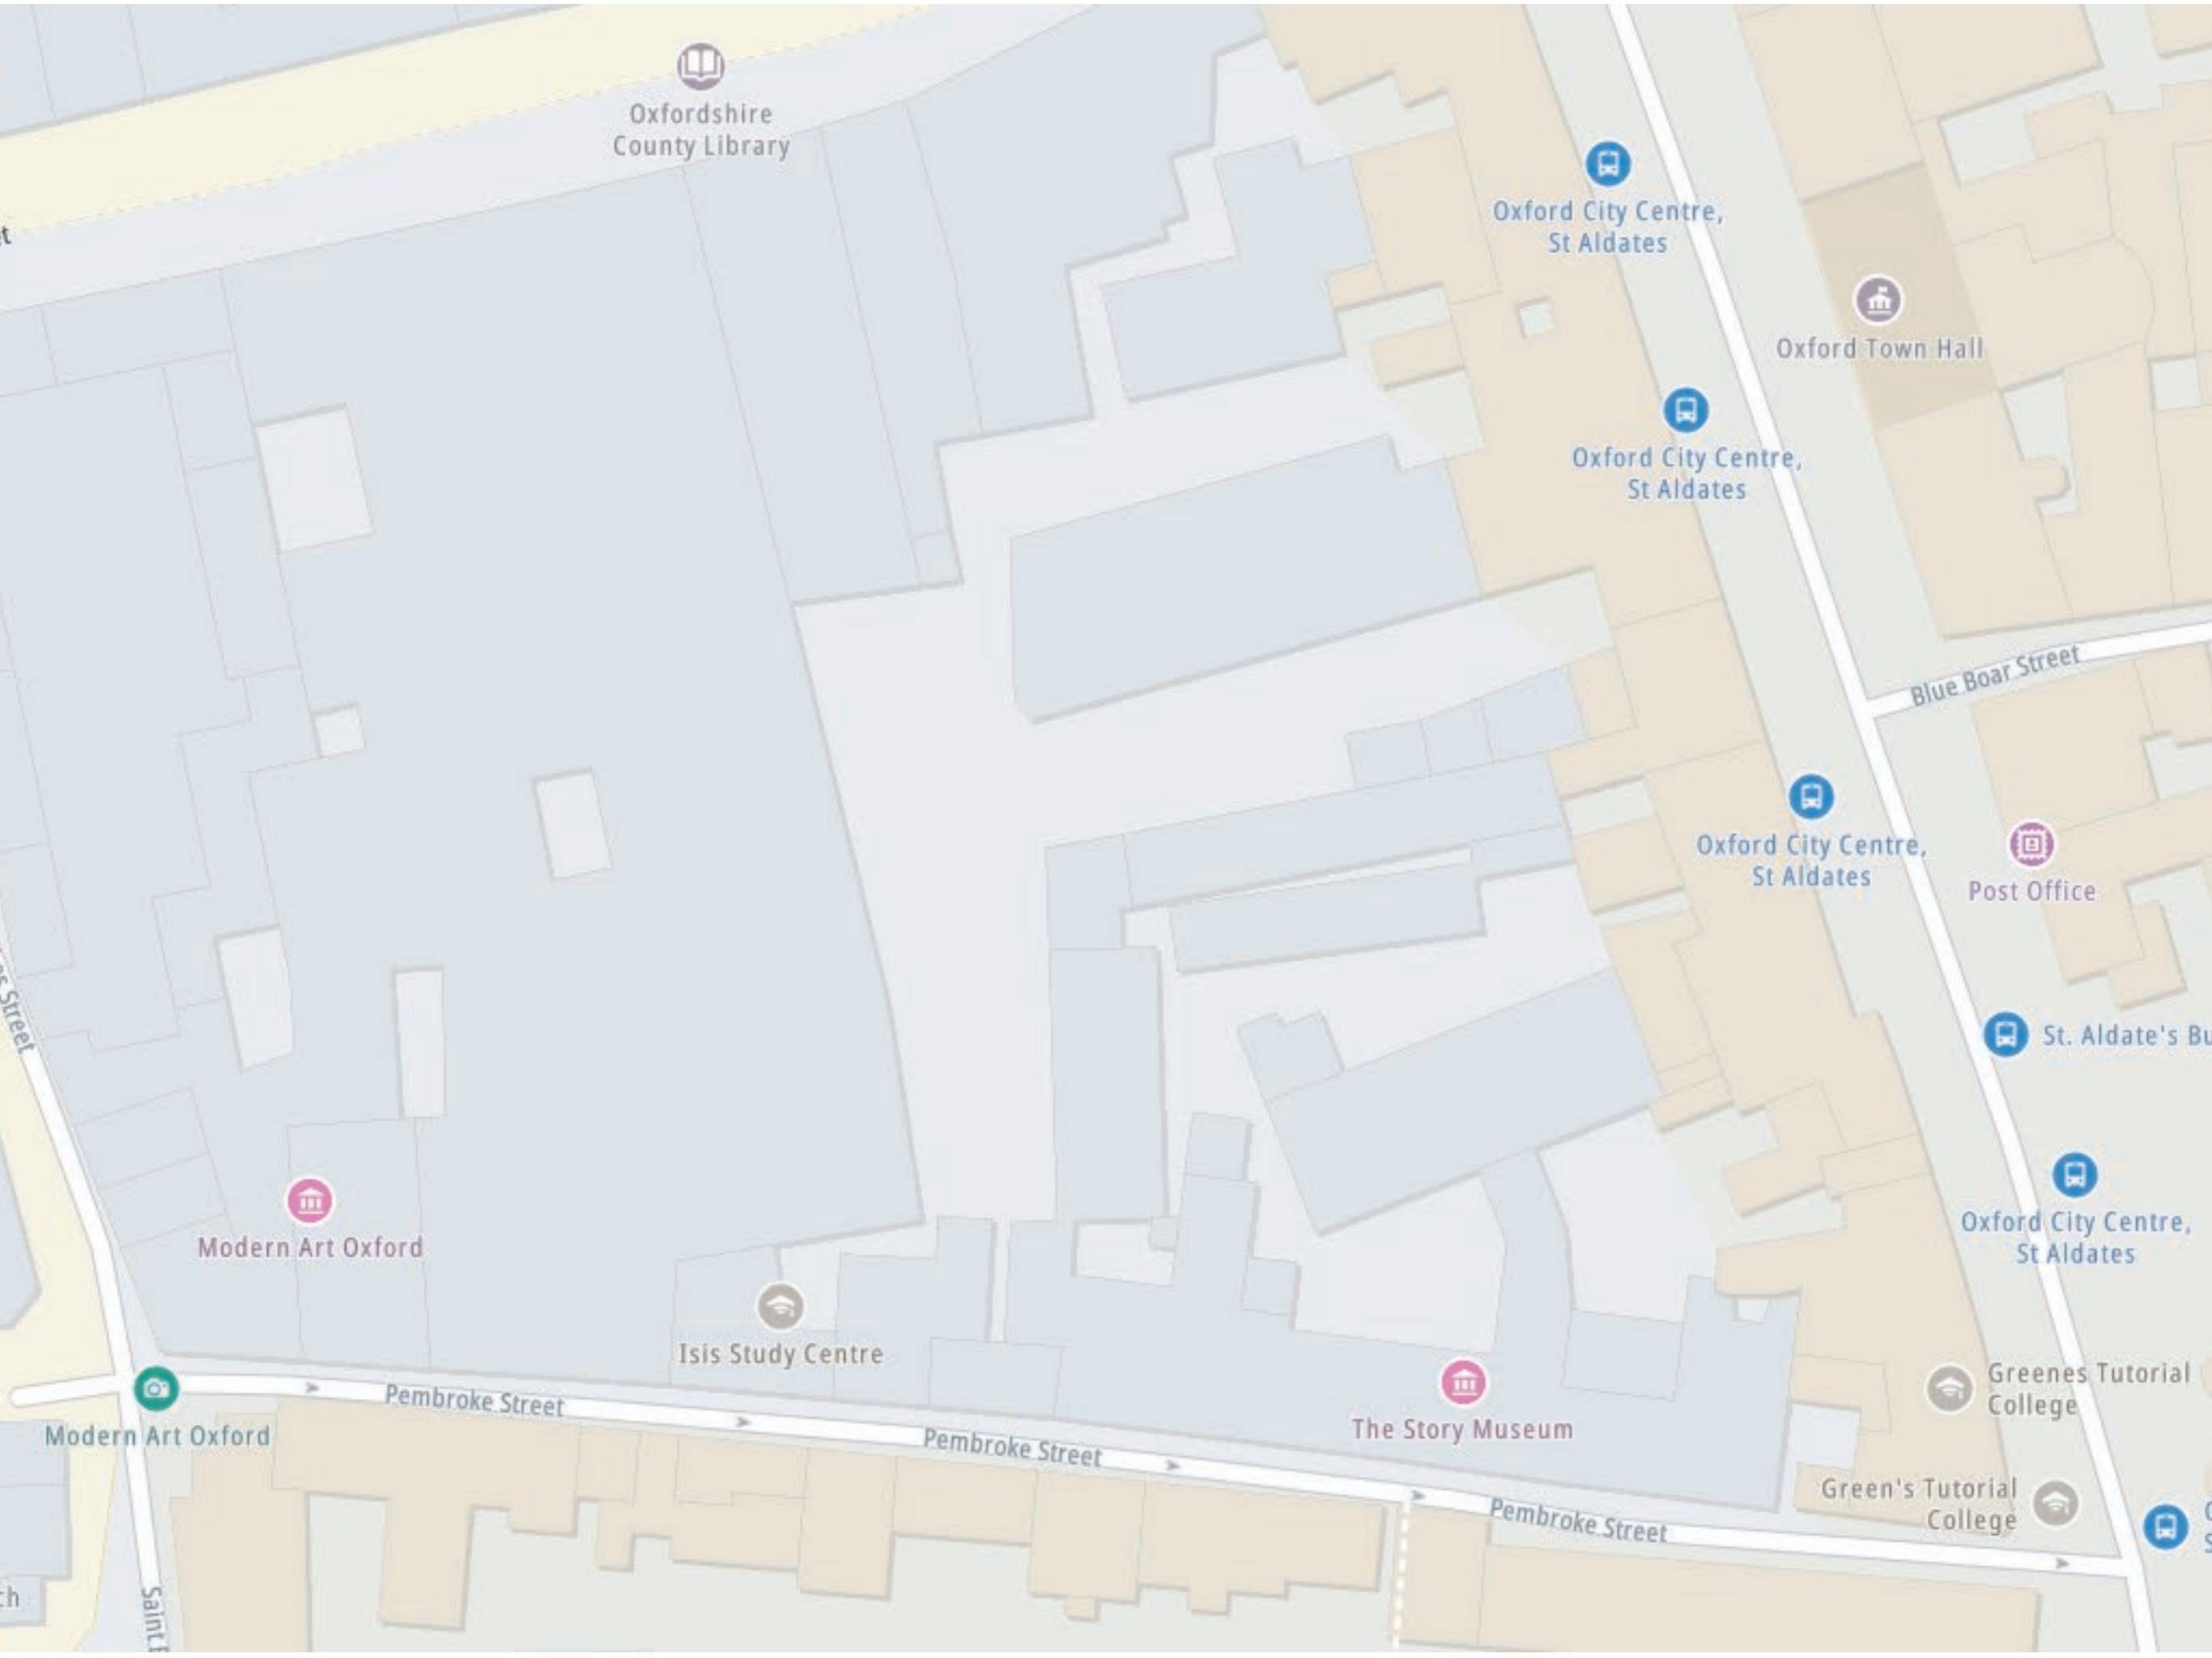 Oxfordshire
County Library
Oxford City Centre,
St Aldates
Oxford Town Hall
Oxford City Centre,
St Aldates
Blue Boar Street
Oxford City Centre,
St Aldates
Post Office
Street
St. Aldate's Bu
Modern Art Oxford
Oxford City Centre,
St Aldates
Isis Study Centre
Greenes Tutorial
College
Pembroke Street
Modern Art Oxford
Pembroke Street
The Story Museum
Green's Tutorial
College
Pembroke Street
Saint